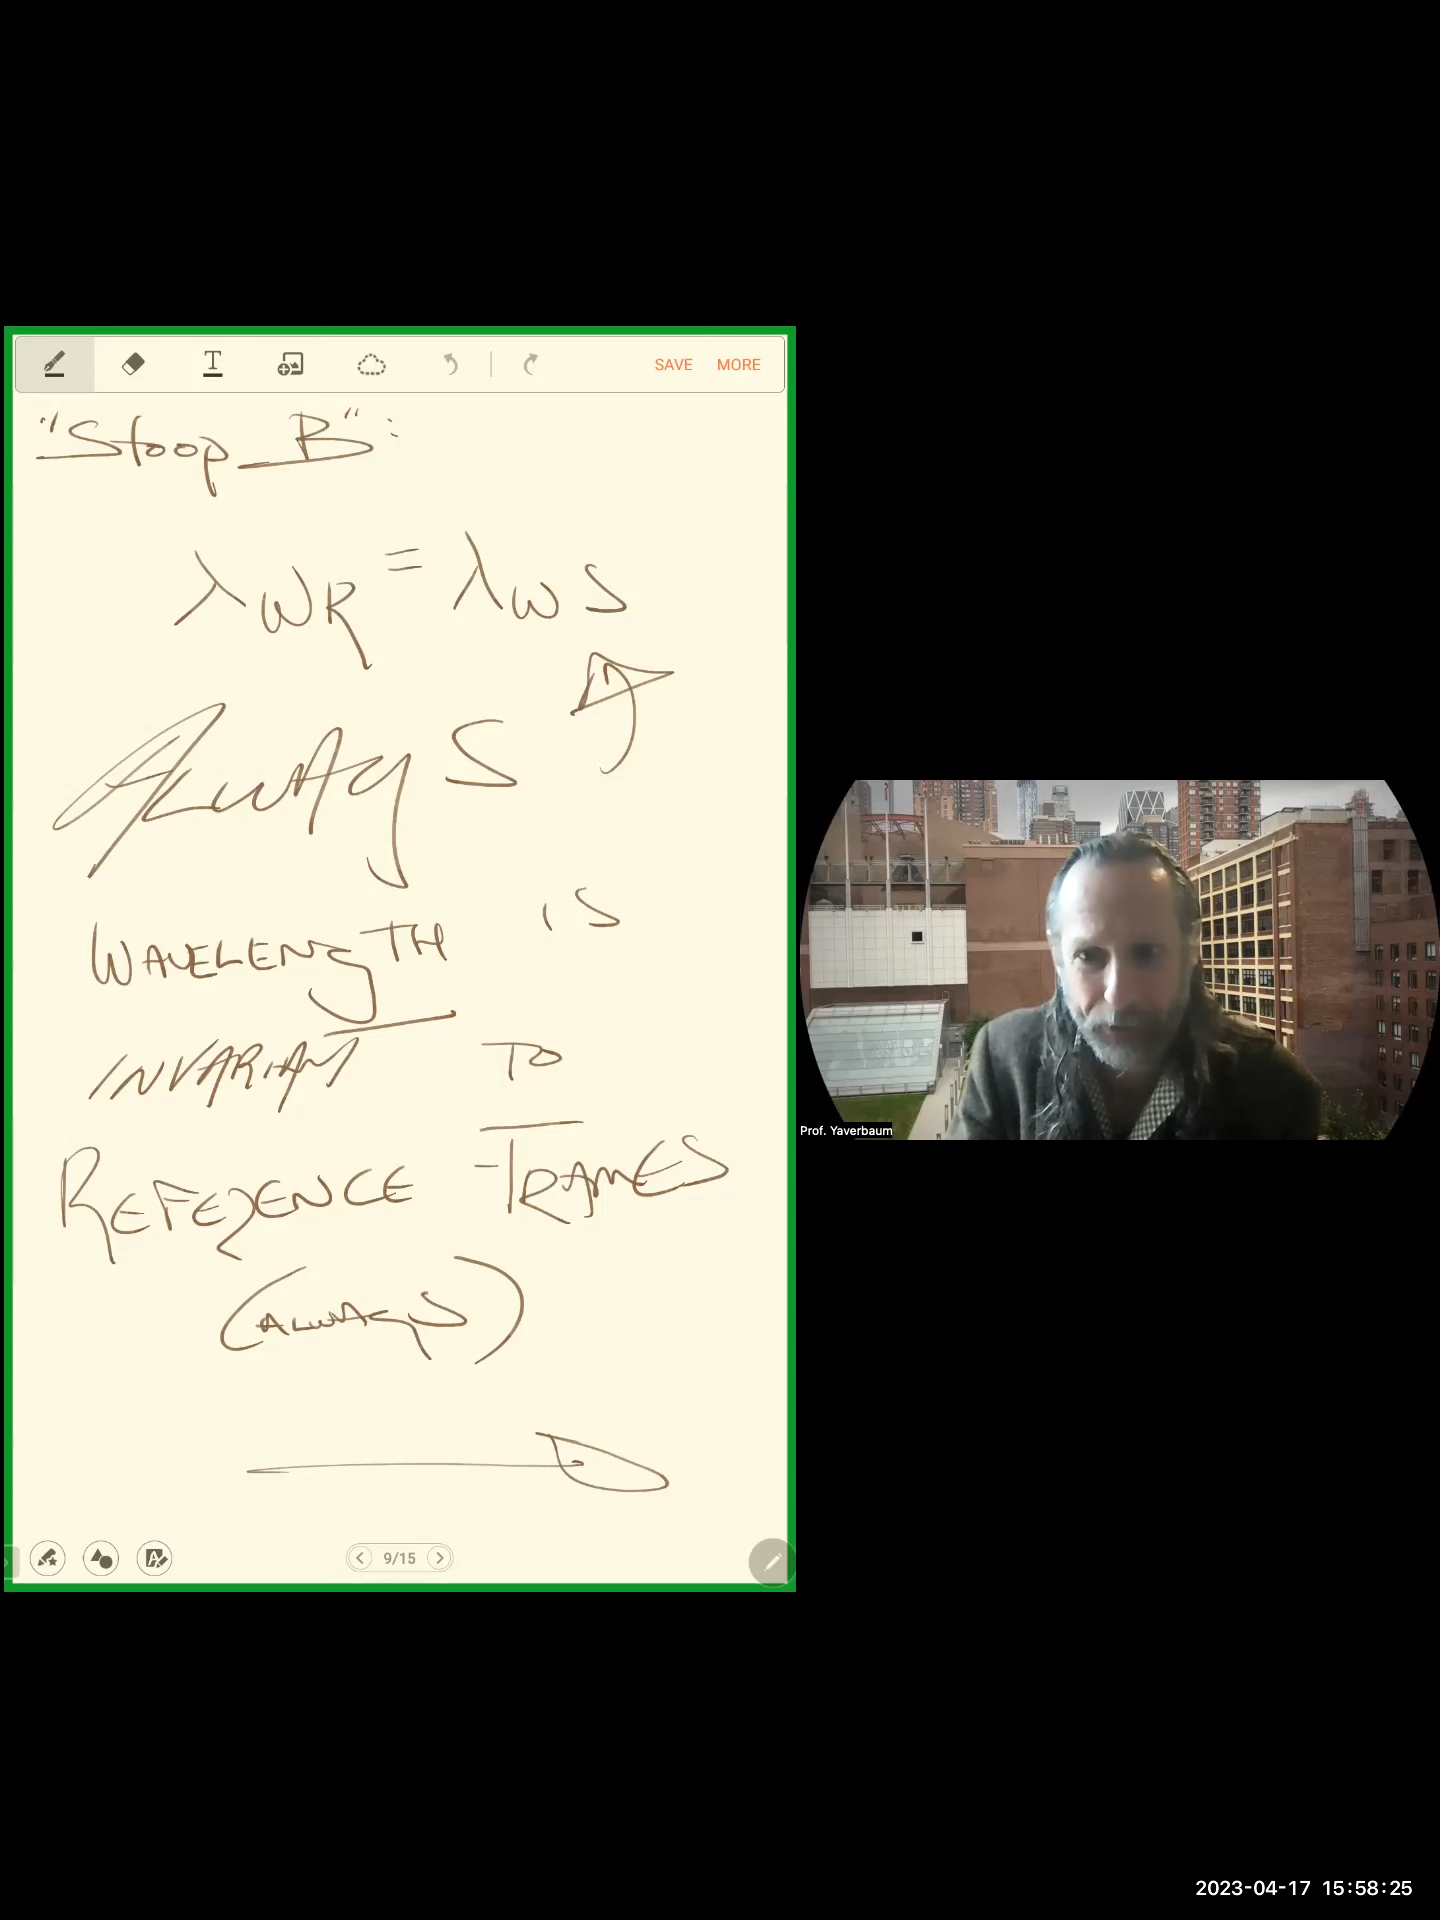 SAVE MORE
"Stoop B":
λWR = λWS
ALWAYS
WAVELENGTH IS
INVARIANT TO
REFERENCE FRAMES
(ALWAYS)
9/15
Prof. Yaverbaum
2023-04-17 15:58:25